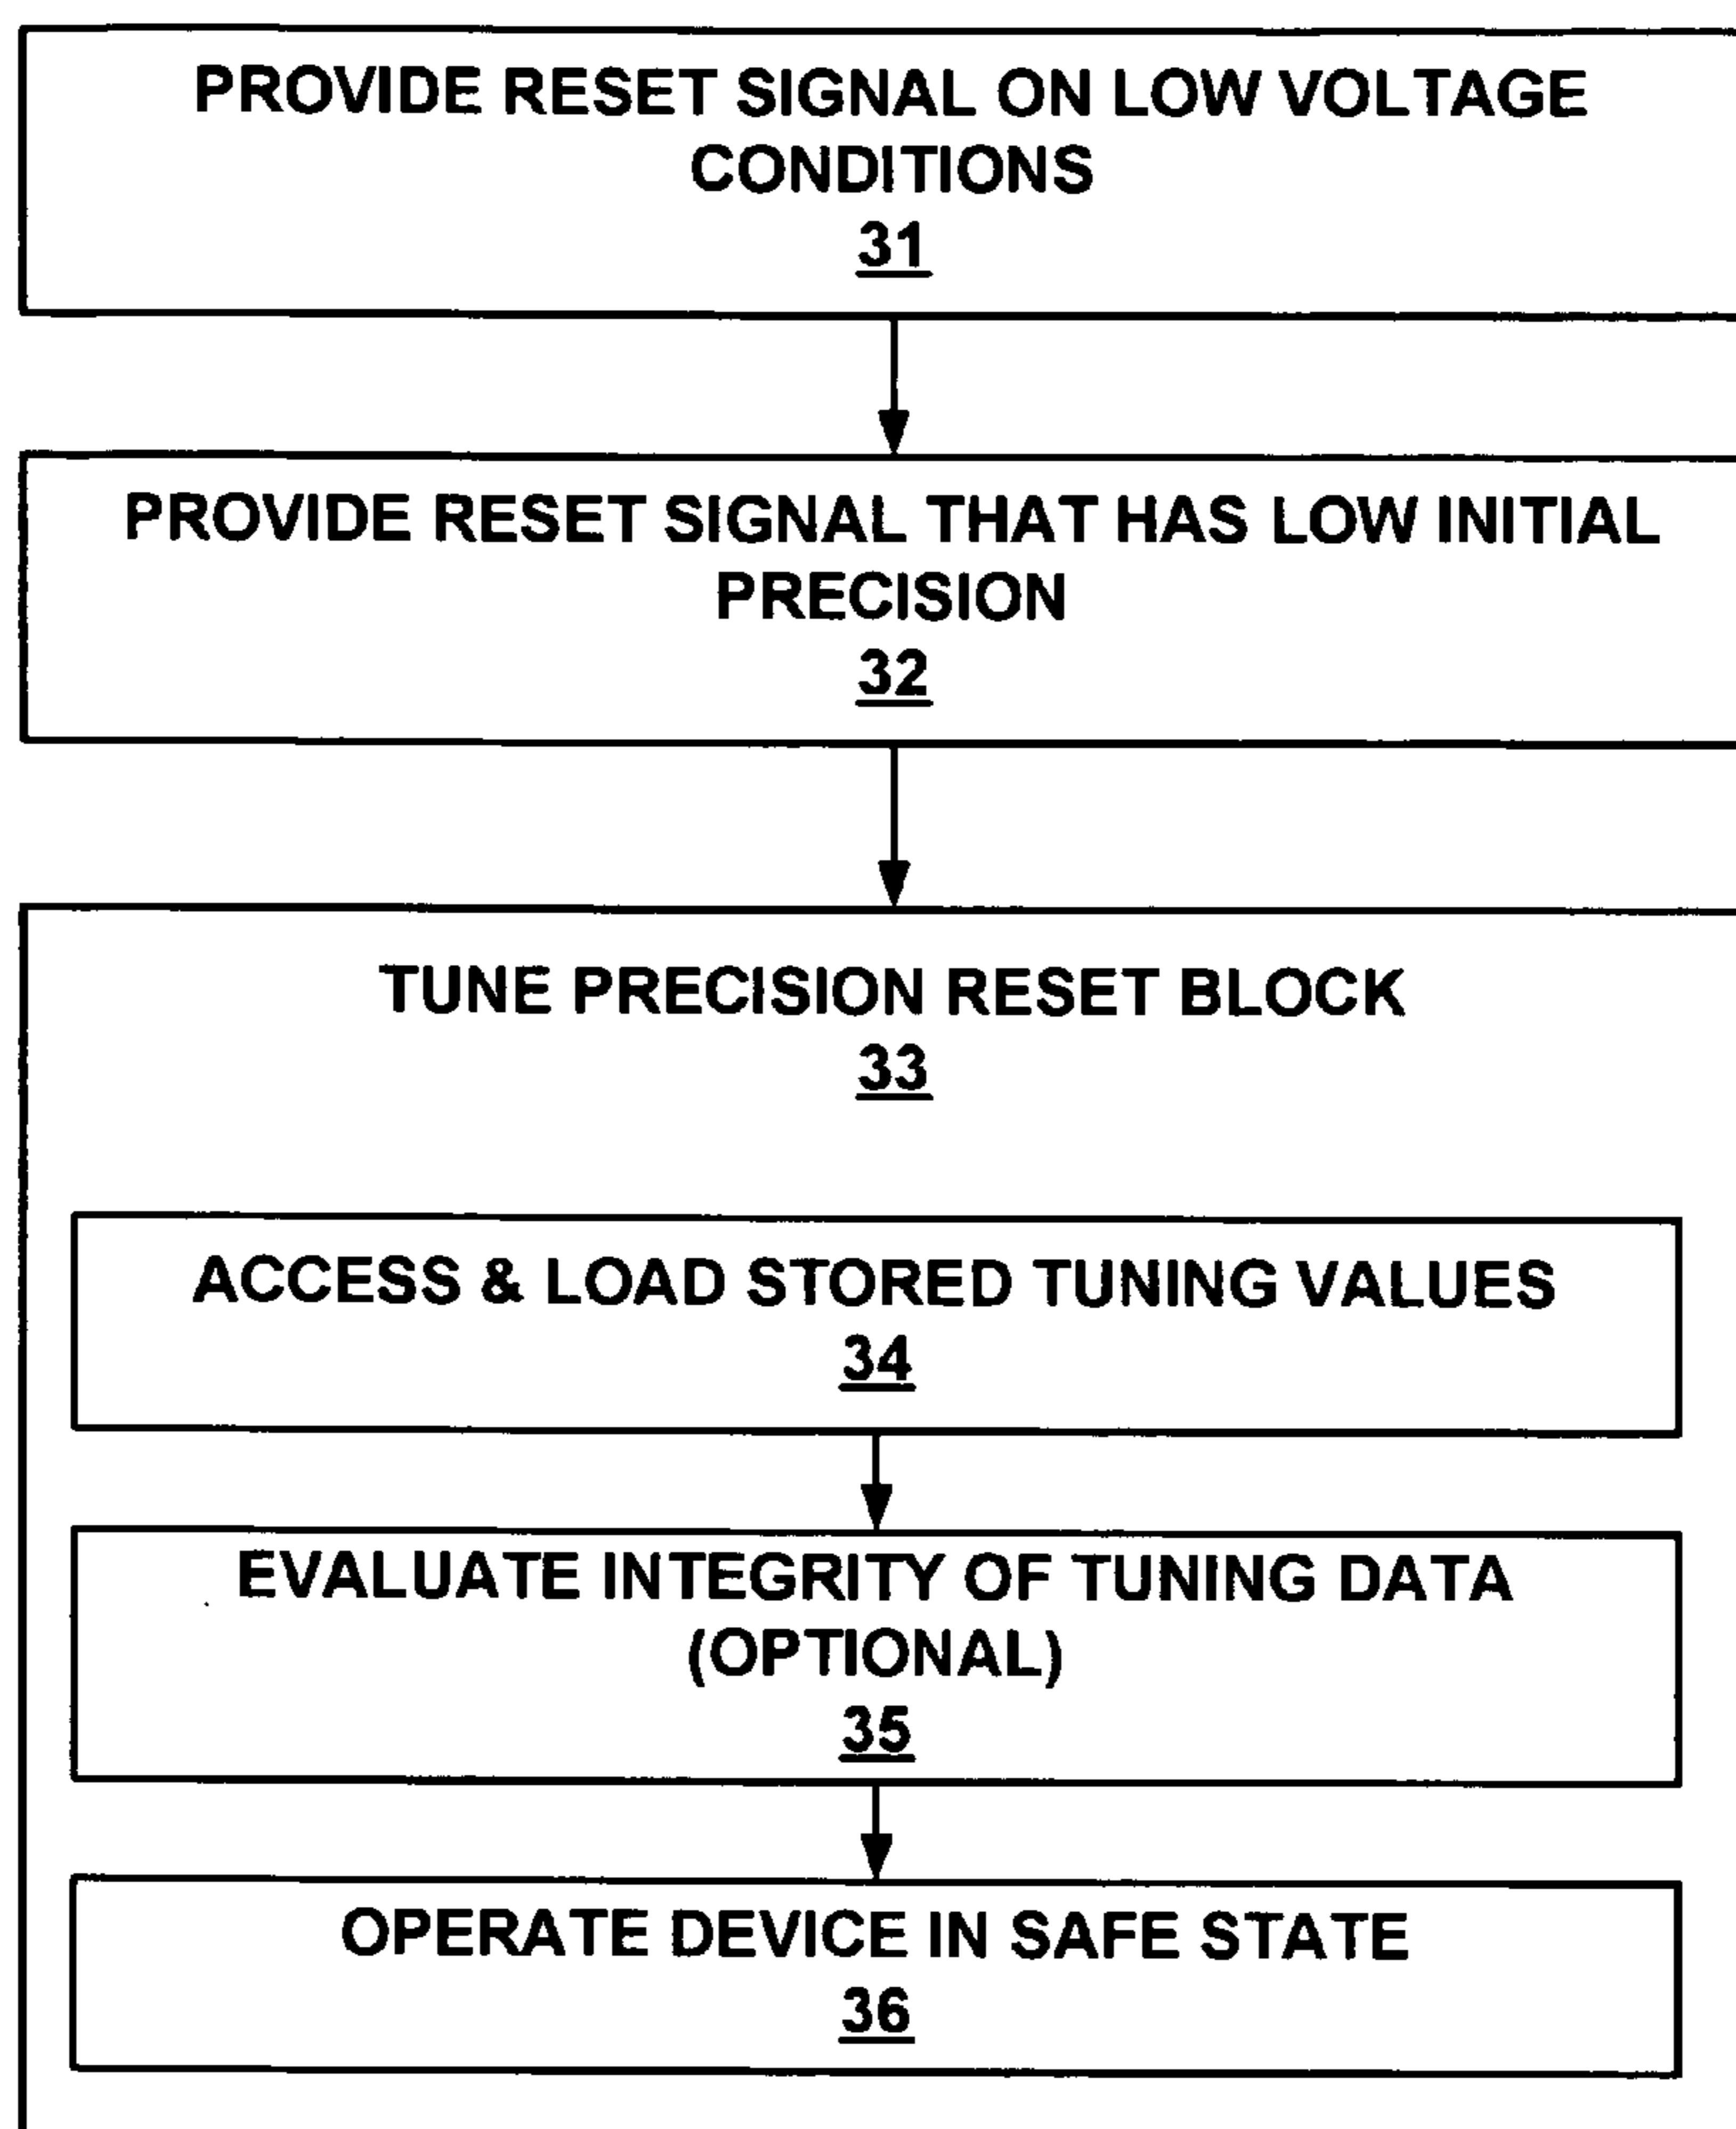 PROVIDE RESET SIGNAL ON LOW VOLTAGE
CONDITIONS
31
PROVIDE RESET SIGNAL THAT HAS LOW INITIAL
PRECISION
32
TUNE PRECISION RESET BLOCK
33
ACCESS & LOAD STORED TUNING VALUES
34
EVALUATE INTEGRITY OF TUNING DATA
(OPTIONAL)
35
OPERATE DEVICE IN SAFE STATE
36